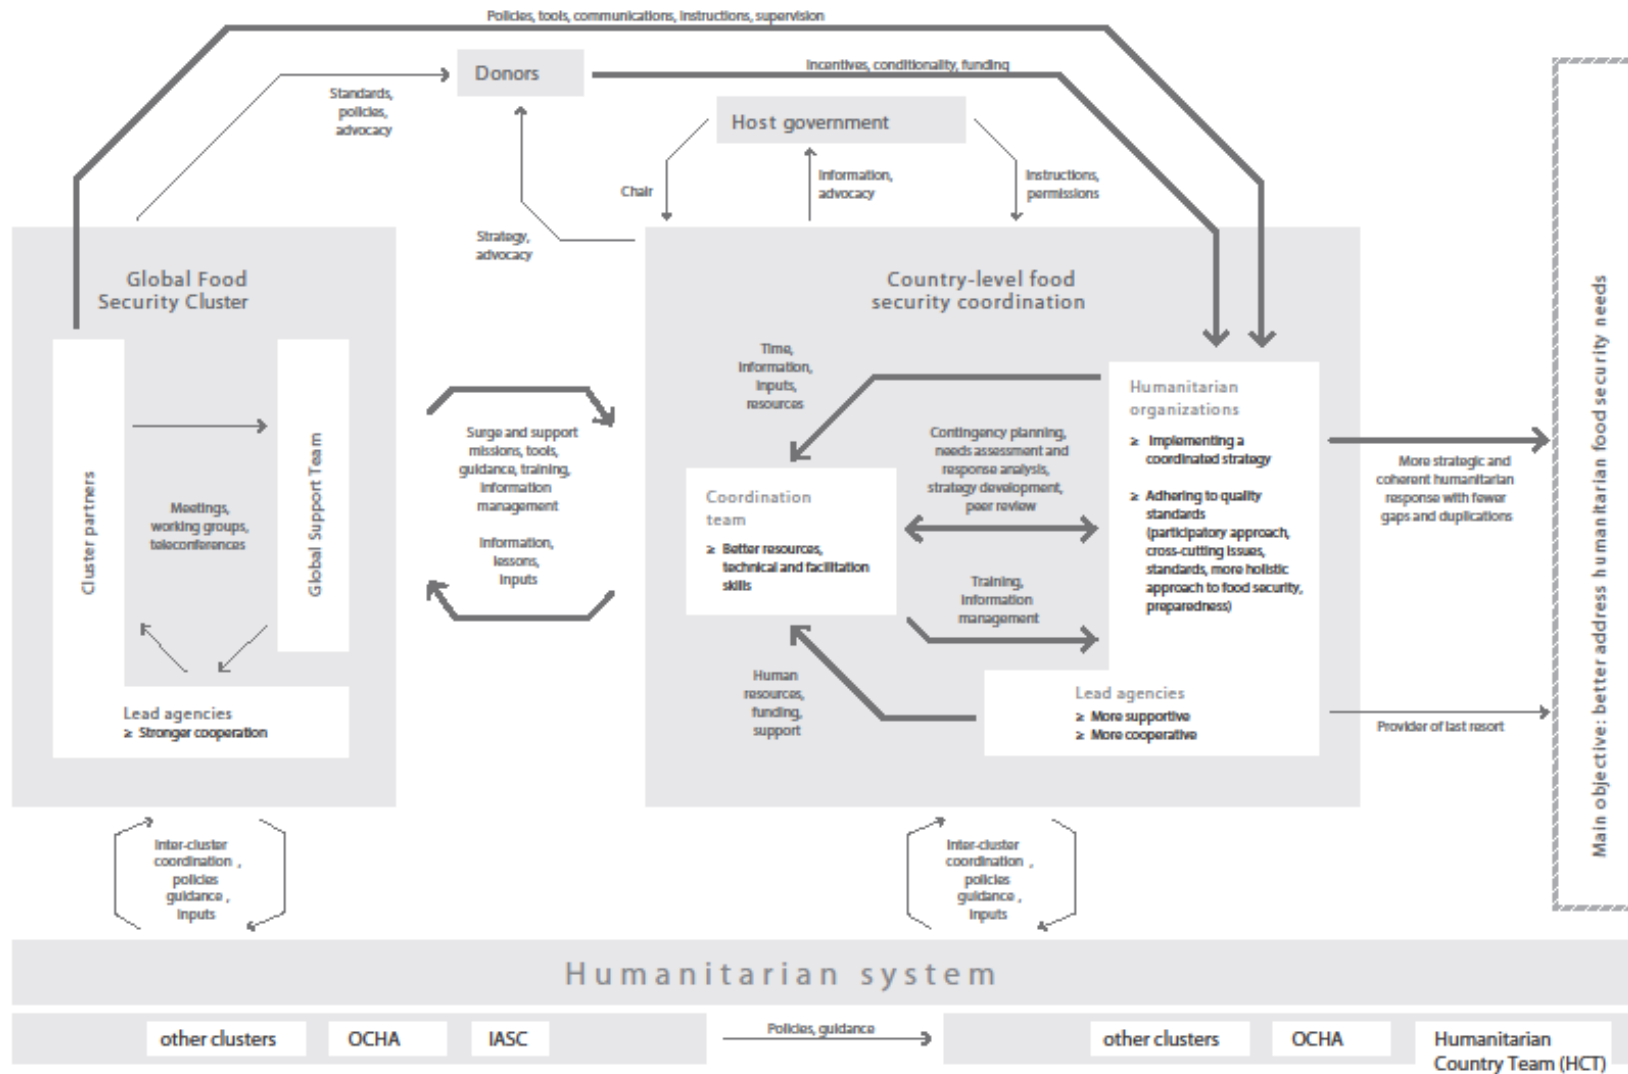 Policies, tools, communications, instructions, supervision
Donors
Incentives, conditionality, funding
Standards,
policies,
advocacy
Host government
Chair
Information,
advocacy
Instructions,
permissions
Strategy,
advocacy
Global Food
Security Cluster
Cluster partners
Global Support Team
Meetings,
working groups,
teleconferences
Lead agencies
≥ Stronger cooperation
Surge and support
missions, tools,
guidance, training,
information
management
Information,
lessons,
inputs
Country-level food
security coordination
Time,
information,
inputs,
resources
Coordination
team
≥ Better resources,
technical and facilitation
skills
Contingency planning,
needs assessment and
response analysis,
strategy development,
peer review
Training,
information
management
Human
resources,
funding,
support
Humanitarian
organizations
≥ Implementing a
coordinated strategy
≥ Adhering to quality
standards
(participatory approach,
cross-cutting issues,
standards, more holistic
approach to food security,
preparedness)
Lead agencies
≥ More supportive
≥ More cooperative
More strategic and
coherent humanitarian
response with fewer
gaps and duplications
Provider of last resort
Main objective: better address humanitarian food security needs
Inter-cluster
coordination ,
policies
guidance ,
inputs
Inter-cluster
coordination ,
policies
guidance ,
inputs
Humanitarian system
other clusters
OCHA
IASC
Policies, guidance
other clusters
OCHA
Humanitarian
Country Team (HCT)